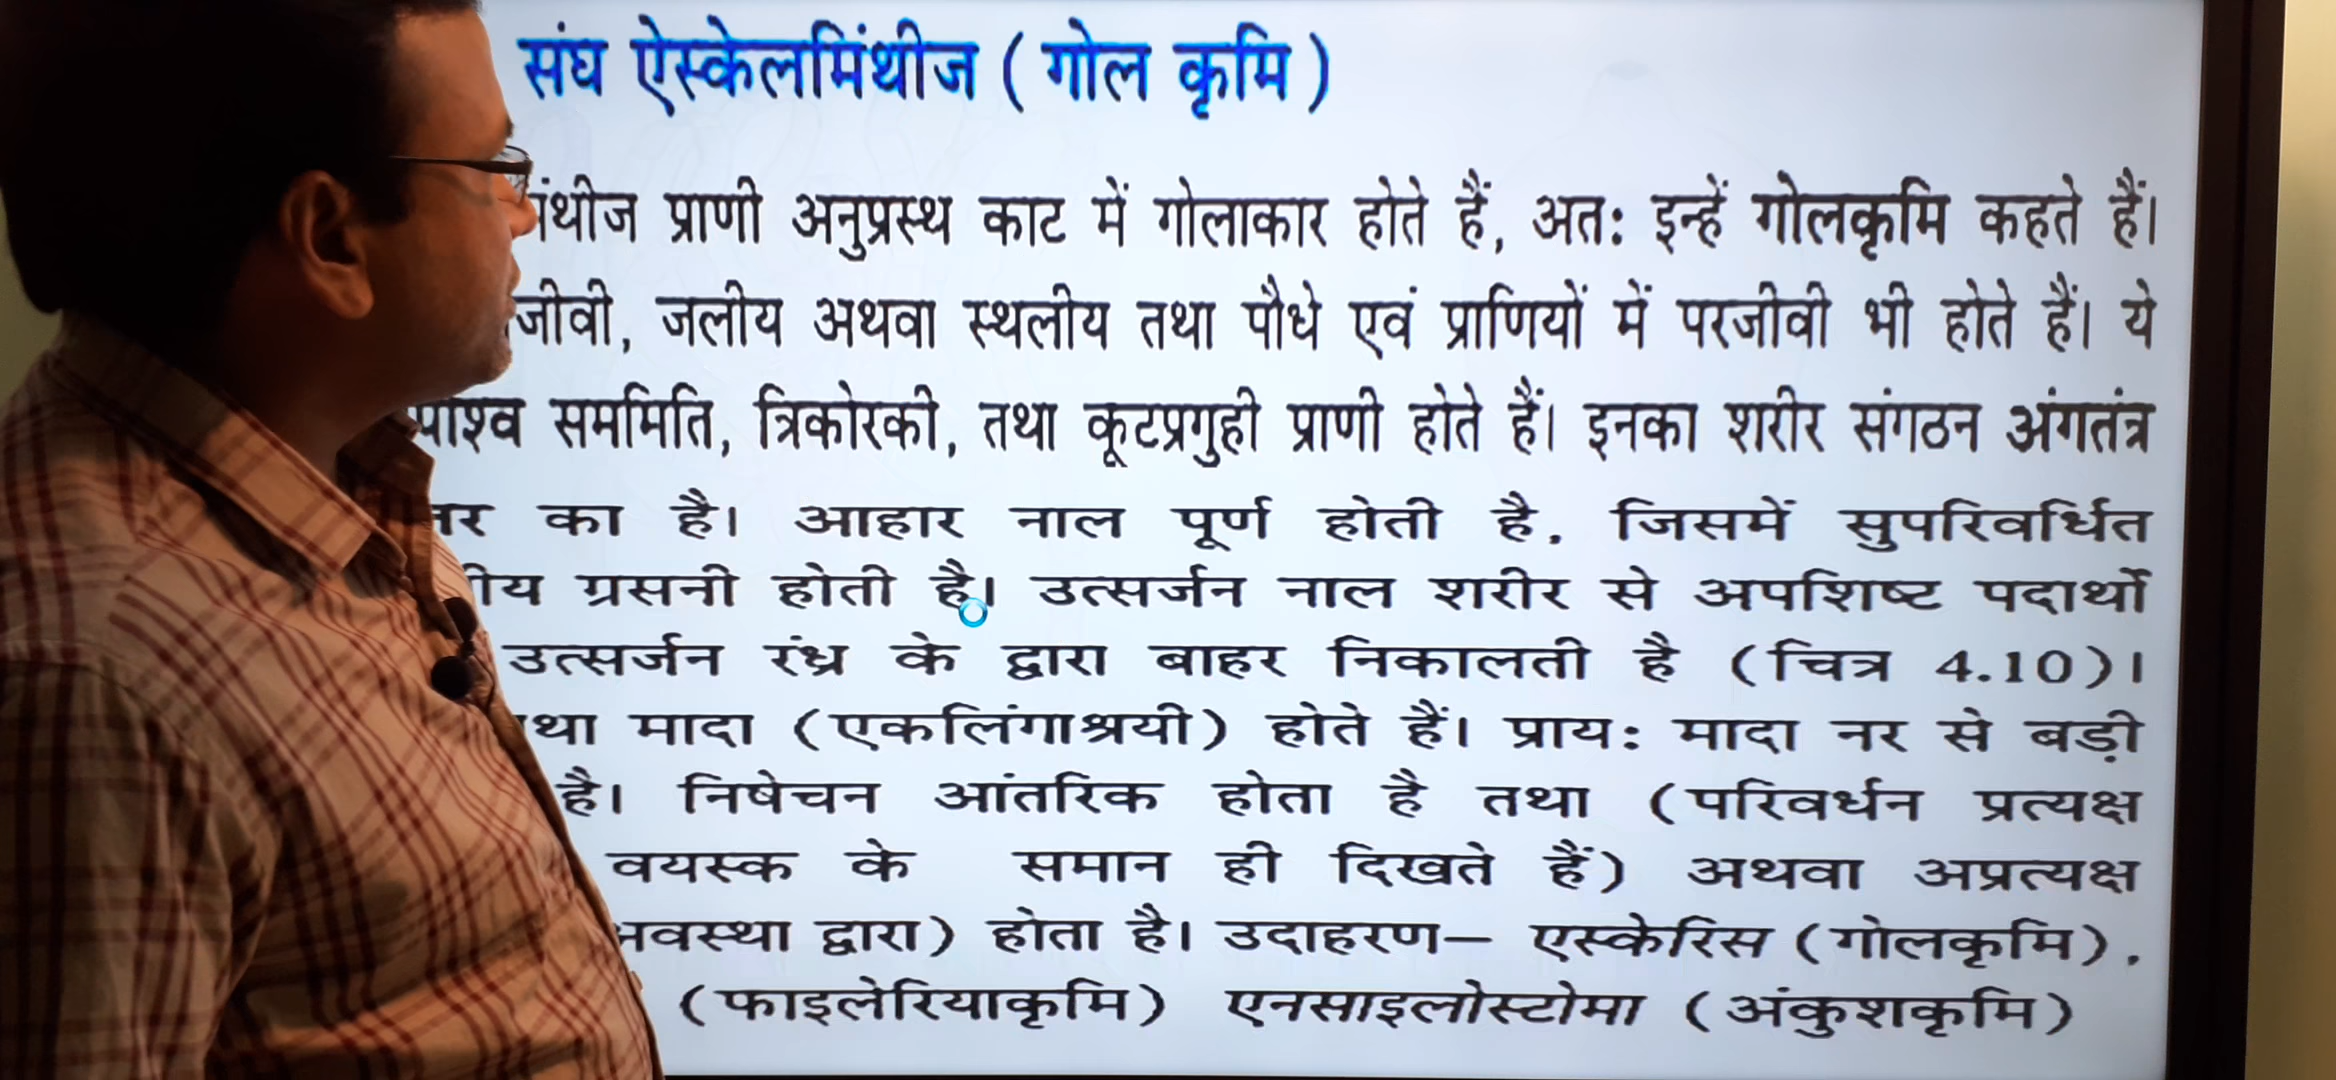 संघ ऐस्केलमिंथीज ( गोल कृमि )
प्राणी अनुप्रस्थ काट में गोलाकार होते हैं, अतः इन्हें गोलकृमि कहते हैं।
जलीय अथवा स्थलीय तथा पौधे एवं प्राणियों में परजीवी भी होते हैं। ये
सममिति, त्रिकोरकी, तथा कूटप्रगुही प्राणी होते हैं। इनका शरीर संगठन अंगतंत्र
का है। आहार नाल पूर्ण होती है, जिसमें सुपरिवर्धित
ग्रसनी होती है। उत्सर्जन नाल शरीर से अपशिष्ट पदार्थों
उत्सर्जन रंध्र के द्वारा बाहर निकालती है (चित्र 4.10)।
मादा (एकलिंगाश्रयी) होते हैं। प्रायः मादा नर से बड़ी
है। निषेचन आंतरिक होता है तथा (परिवर्धन प्रत्यक्ष
वयस्क के समान ही दिखते हैं) अथवा अप्रत्यक्ष
द्वारा) होता है। उदाहरण— एस्केरिस (गोलकृमि),
(फाइलेरियाकृमि) एनसाइलोस्टोमा (अंकुशकृमि)